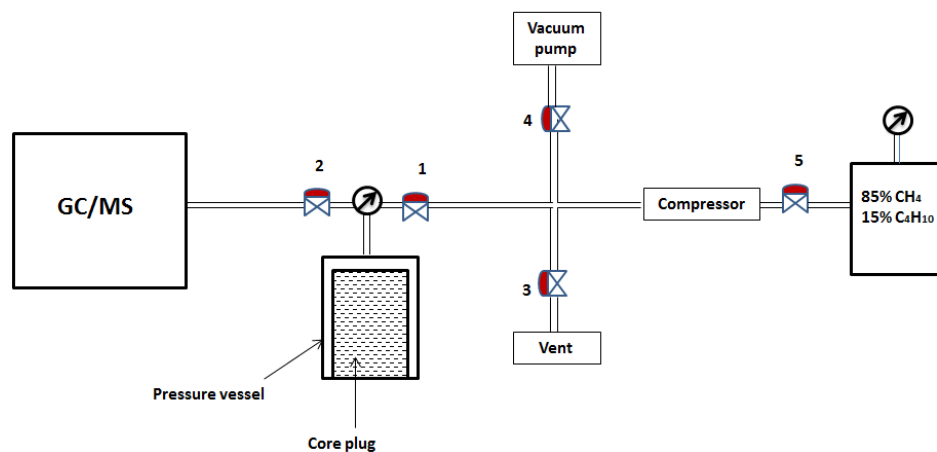 Vacuum
pump
4
5
2
1
GC/MS
Compressor
85% CH₄
15% C₄H₁₀
3
Vent
Pressure vessel
Core plug